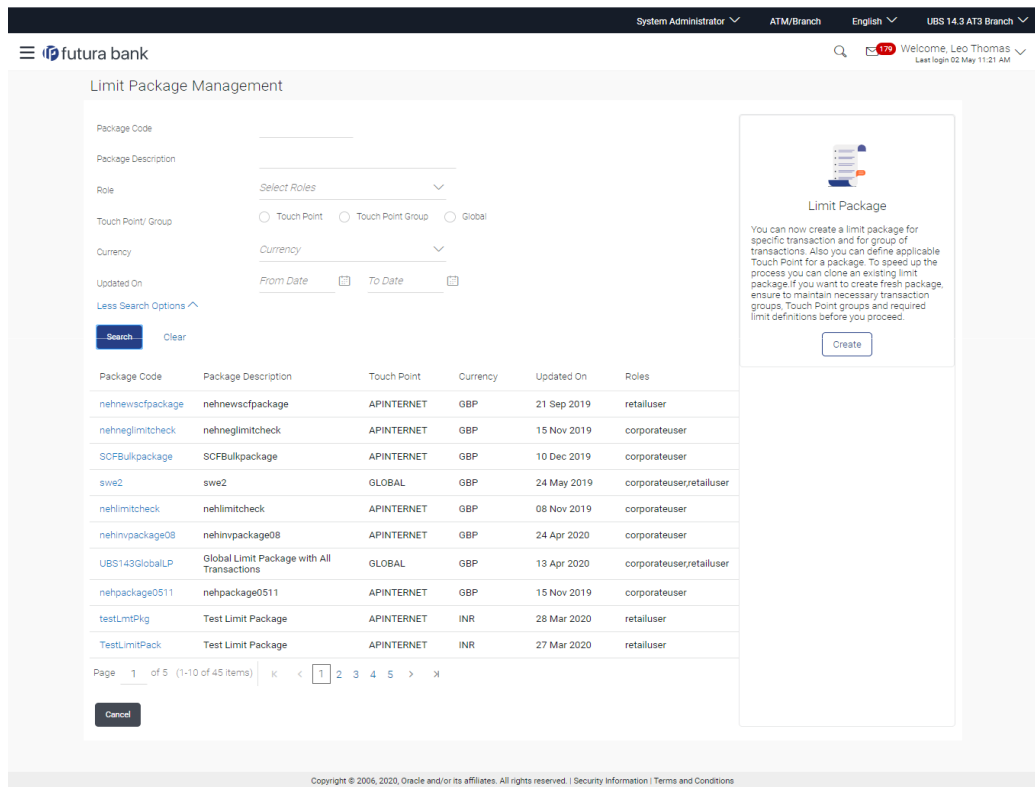 System Administrator ATM/Branch English UBS 14.3 AT3 Branch
futura bank 179 Welcome, Leo Thomas
Last login 02 May 11:21 AM
Limit Package Management
Package Code
Package Description
Role Select Roles
Touch Point/ Group Touch Point Touch Point Group Global
Currency Currency
Updated On From Date To Date
Less Search Options
Search Clear
Package Code Package Description Touch Point Currency Updated On Roles
nehnewscfpackage nehnewscfpackage APINTERNET GBP 21 Sep 2019 retailuser
nehneglimitcheck nehneglimitcheck APINTERNET GBP 15 Nov 2019 corporateuser
SCFBulkpackage SCFBulkpackage APINTERNET GBP 10 Dec 2019 corporateuser
swe2 swe2 GLOBAL GBP 24 May 2019 corporateuser,retailuser
nehlimitcheck nehlimitcheck APINTERNET GBP 08 Nov 2019 corporateuser
nehinvpackage08 nehinvpackage08 APINTERNET GBP 24 Apr 2020 corporateuser
UBS143GlobalLP Global Limit Package with All Transactions GLOBAL GBP 13 Apr 2020 corporateuser,retailuser
nehpackage0511 nehpackage0511 APINTERNET GBP 15 Nov 2019 corporateuser
testLmtPkg Test Limit Package APINTERNET INR 28 Mar 2020 retailuser
TestLimitPack Test Limit Package APINTERNET INR 27 Mar 2020 retailuser
Page 1 of 5 (1-10 of 45 items) 1 2 3 4 5
Cancel
Limit Package
You can now create a limit package for
specific transaction and for group of
transactions. Also you can define applicable
Touch Point for a package. To speed up the
process you can clone an existing limit
package.If you want to create fresh package,
ensure to maintain necessary transaction
groups, Touch Point groups and required
limit definitions before you proceed.
Create
Copyright © 2006, 2020, Oracle and/or its affiliates. All rights reserved. | Security Information | Terms and Conditions